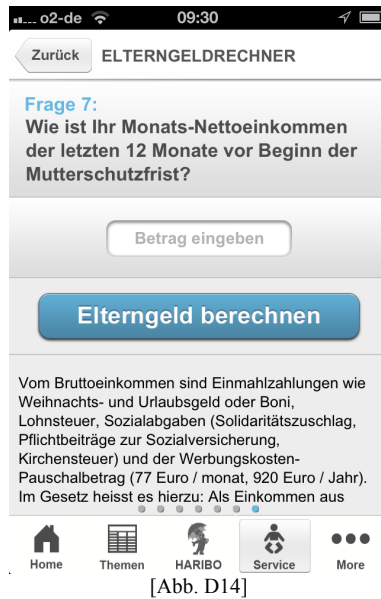 o2-de 09:30
Zurück ELTERNGELDRECHNER
Frage 7:
Wie ist Ihr Monats-Nettoeinkommen
der letzten 12 Monate vor Beginn der
Mutterschutzfrist?
Betrag eingeben
Elterngeld berechnen
Vom Bruttoeinkommen sind Einmahlzahlungen wie
Weihnachts- und Urlaubsgeld oder Boni,
Lohnsteuer, Sozialabgaben (Solidaritätszuschlag,
Pflichtbeiträge zur Sozialversicherung,
Kirchensteuer) und der Werbungskosten-
Pauschalbetrag (77 Euro / monat, 920 Euro / Jahr).
Im Gesetz heisst es hierzu: Als Einkommen aus
Home Themen HARIBO Service More
[Abb. D14]